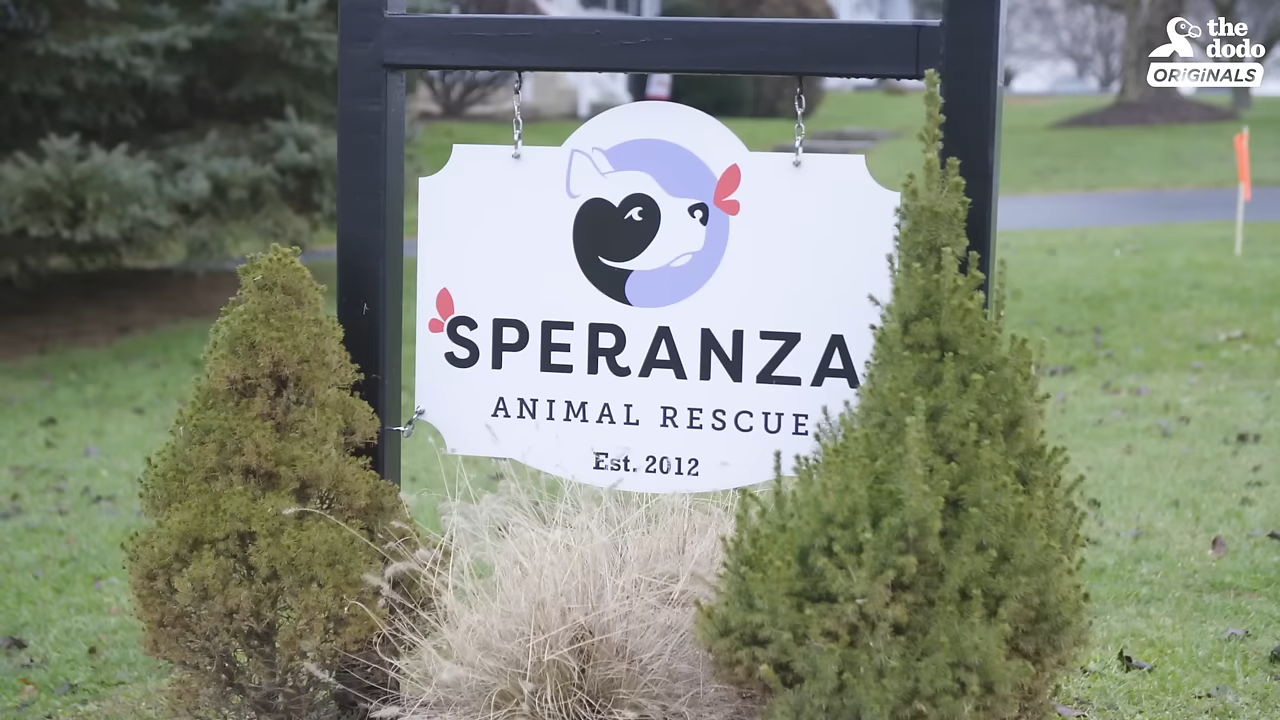 the
dodo
ORiGiNALS
SPERANZA
ANIMAL RESCUE
Est. 2012